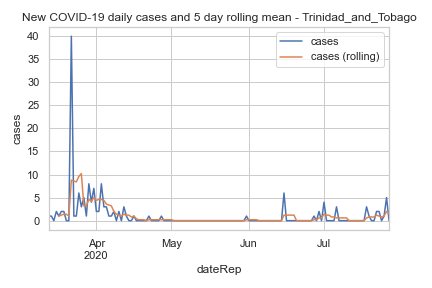 New COVID-19 daily cases and 5 day rolling mean - Trinidad_and_Tobago
cases
cases (rolling)
40
35
30
25
20
15
10
5
0
cases
Apr
2020
May
Jun
Jul
dateRep